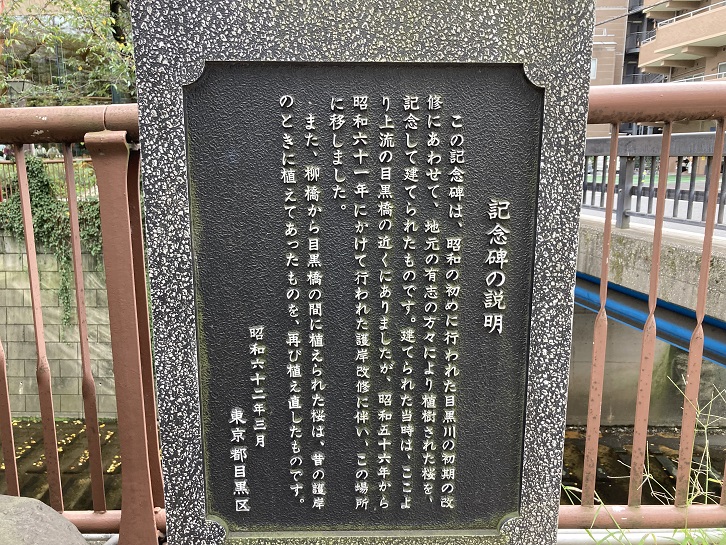 記念碑の説明
この記念碑は、昭和の初めに行われた目黒川の初期の改
修にあわせて、地元の有志の方々により植樹された桜を、
記念して建てられたものです。建てられた当時は、ここよ
り上流の目黒橋の近くにありましたが、昭和五十六年から
昭和六十一年にかけて行われた護岸改修に伴い、この場所
に移しました。
また、柳橋から目黒橋の間に植えられた桜は、昔の護岸
のときに植えてあったものを、再び植え直したものです。
昭和六十二年三月
東京都目黒区